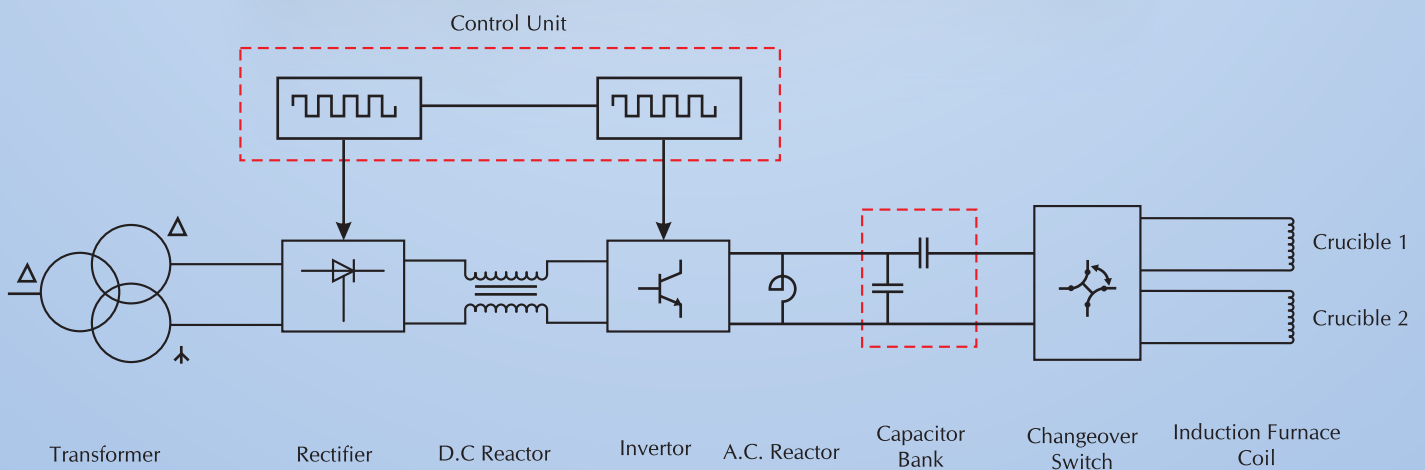 Control Unit
Δ
Δ
Crucible 1
Crucible 2
Transformer
Rectifier
D.C Reactor
Invertor
A.C. Reactor
Capacitor
Bank
Changeover
Switch
Induction Furnace
Coil